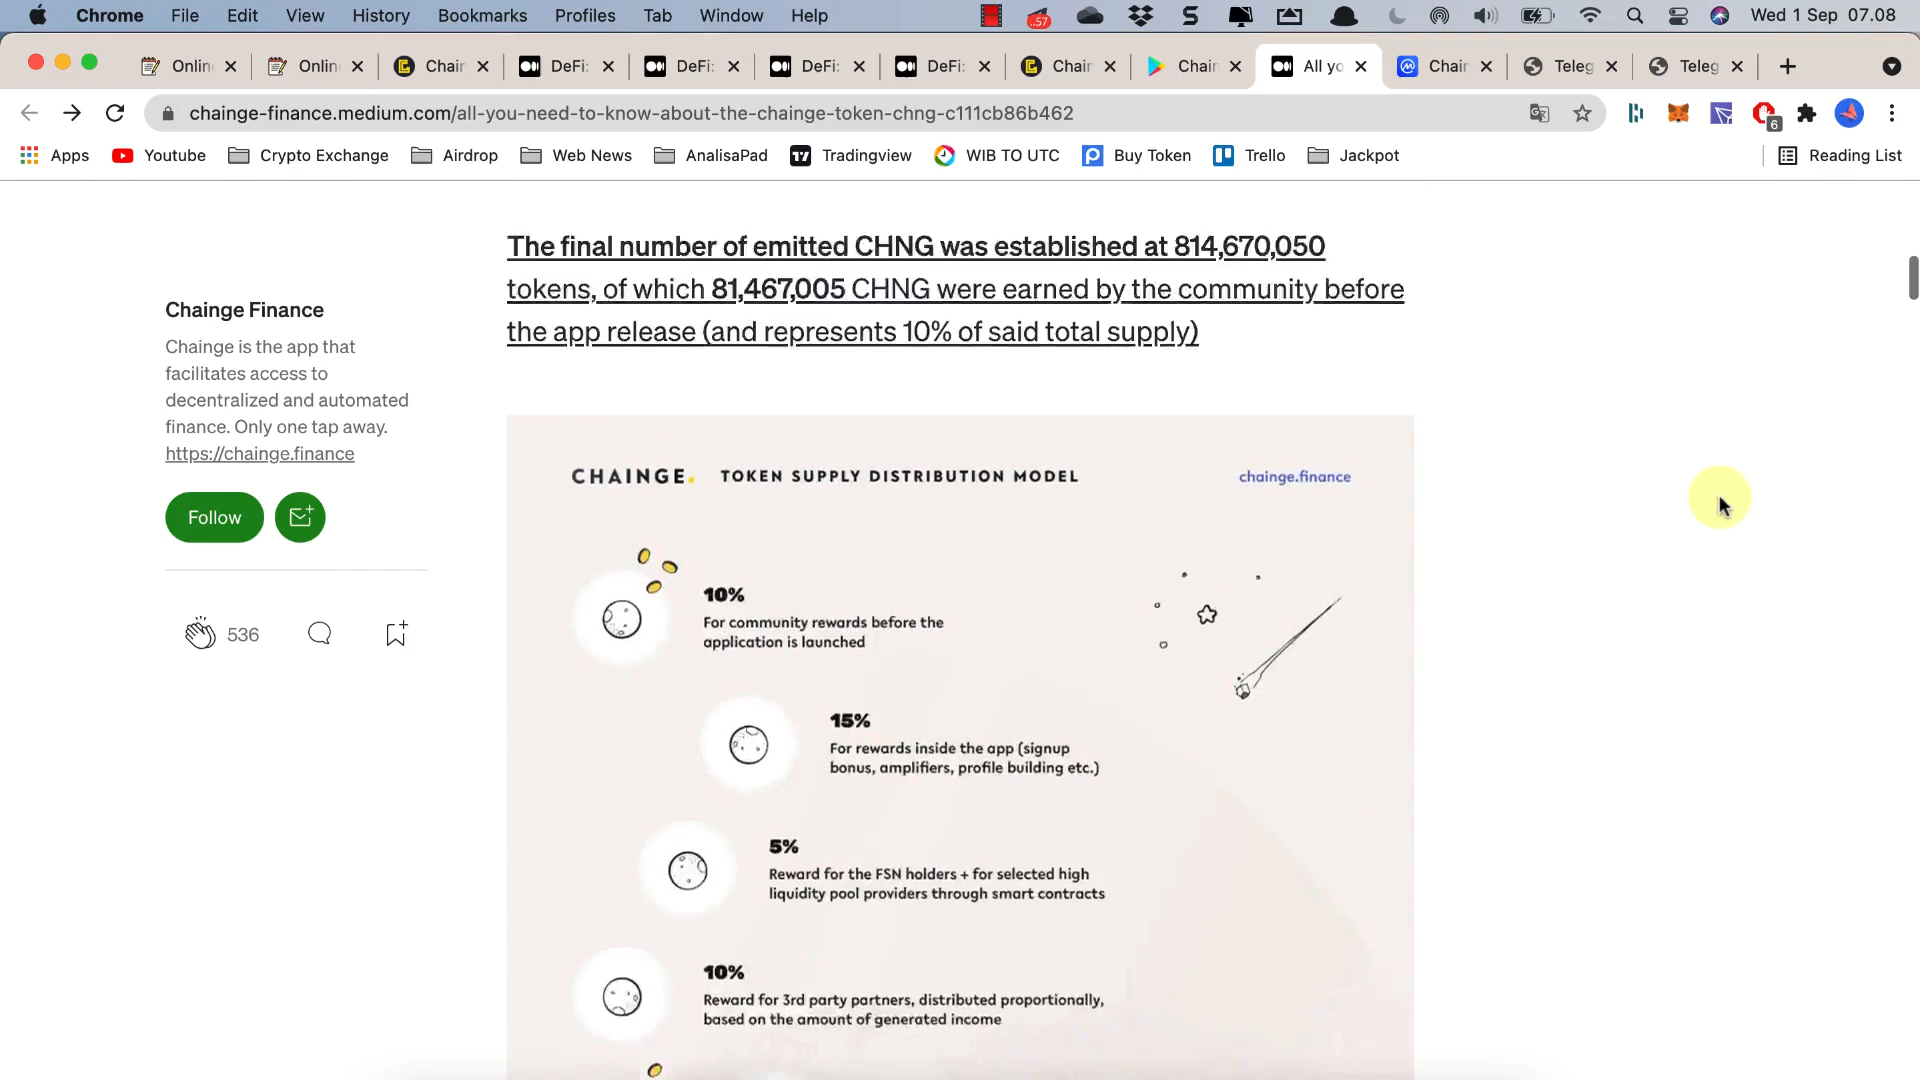 Chrome File Edit View History Bookmarks Profiles Tab Window Help ..57 S Wed 1 Sep 07.08
Onlin Onlin Chair DeFi: DeFi: DeFi: DeFi: Chair Chair All yo Chair Teleg Teleg
chainge-finance.medium.com/all-you-need-to-know-about-the-chainge-token-chng-c111cb86b462 6
Apps Youtube Crypto Exchange Airdrop Web News AnalisaPad Tradingview WIB TO UTC Buy Token Trello Jackpot Reading List
The final number of emitted CHNG was established at 814,670,050
tokens, of which 81,467,005 CHNG were earned by the community before
the app release (and represents 10% of said total supply)
Chainge Finance
Chainge is the app that
facilitates access to
decentralized and automated
finance. Only one tap away.
https://chainge.finance
Follow
536
CHAINGE. TOKEN SUPPLY DISTRIBUTION MODEL chainge.finance
10%
For community rewards before the
application is launched
15%
For rewards inside the app (signup
bonus, amplifiers, profile building etc.)
5%
Reward for the FSN holders + for selected high
liquidity pool providers through smart contracts
10%
Reward for 3rd party partners, distributed proportionally,
based on the amount of generated income